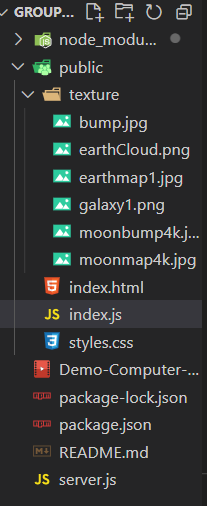 GROUP...
node_modu...
public
texture
bump.jpg
earthCloud.png
earthmap1.jpg
galaxy1.png
moonbump4k.j...
moonmap4k.jpg
index.html
JS index.js
styles.css
Demo-Computer-...
package-lock.json
package.json
README.md
JS server.js